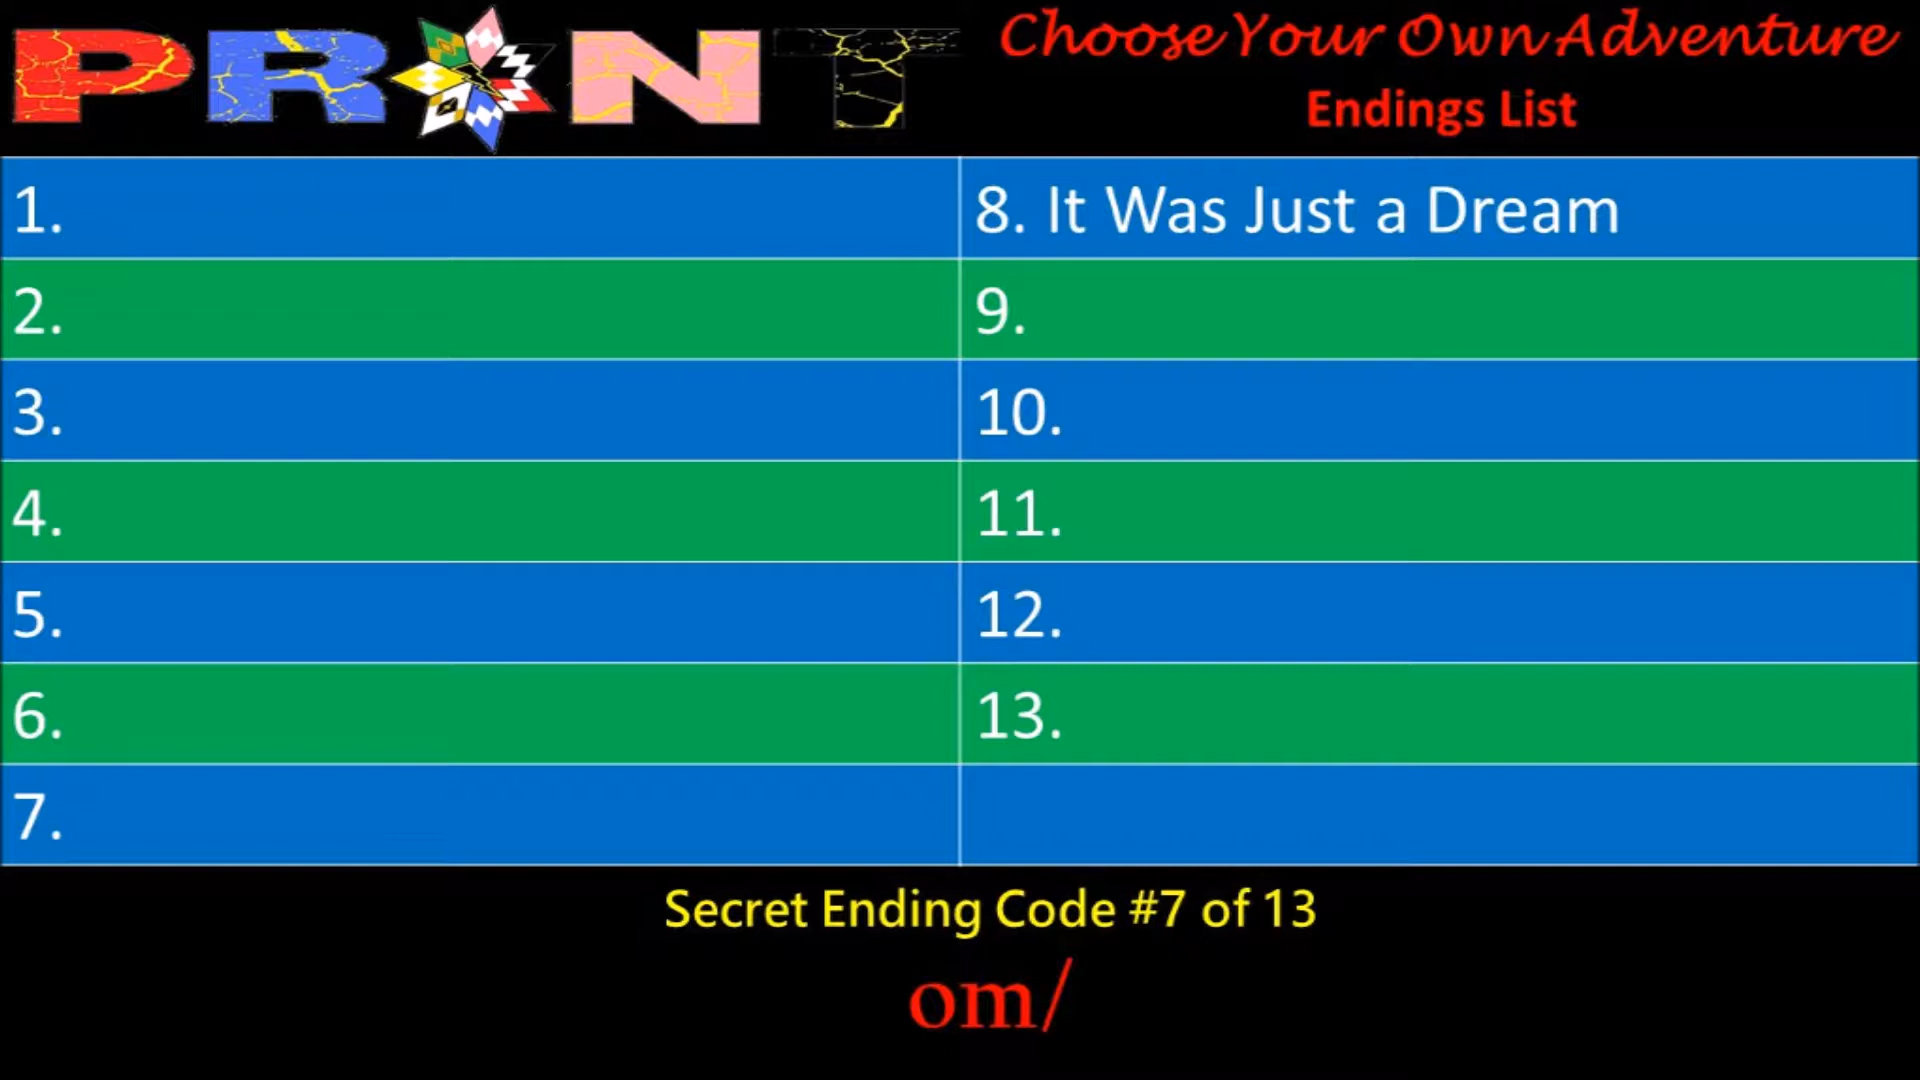 PRONT
Choose Your Own Adventure
Endings List
1.
8. It Was Just a Dream
2.
9.
3.
10.
4.
11.
5.
12.
6.
13.
7.
Secret Ending Code #7 of 13
om/